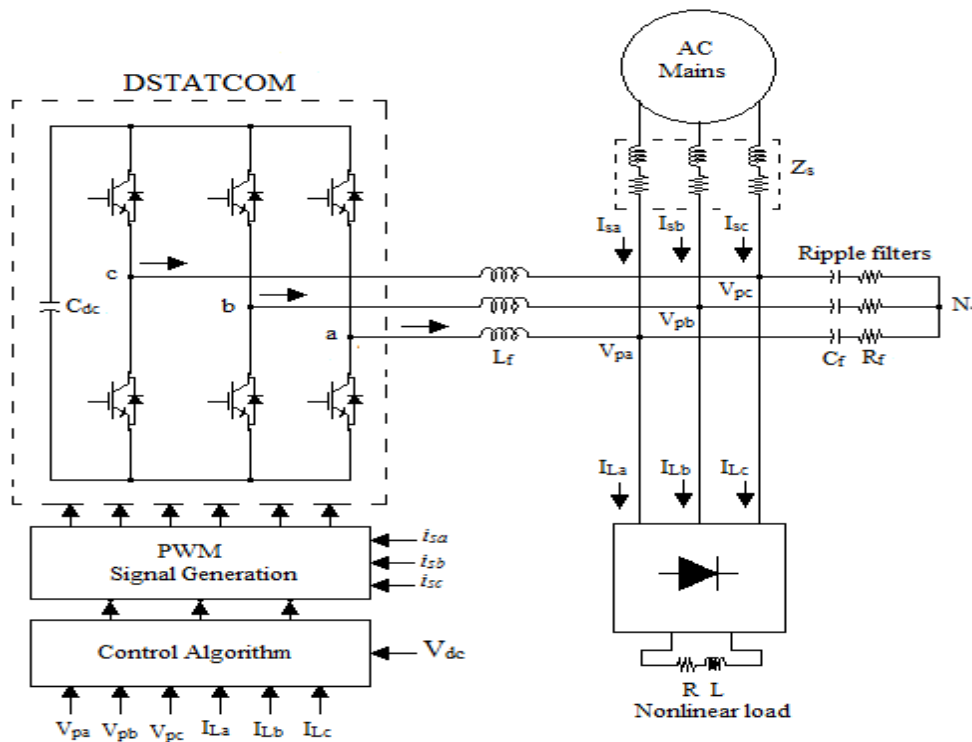 AC
Mains
DSTATCOM
Zs
Isa
Isb
Isc
Ripple filters
c
Vpc
Cdc
b
Vpb
N
a
Vpa
Lf
Cf
Rf
ILa
ILb
ILc
PWM
Signal Generation
isa
isb
isc
Control Algorithm
Vdc
Vpa
Vpb
Vpc
ILa
ILb
ILc
R L
Nonlinear load